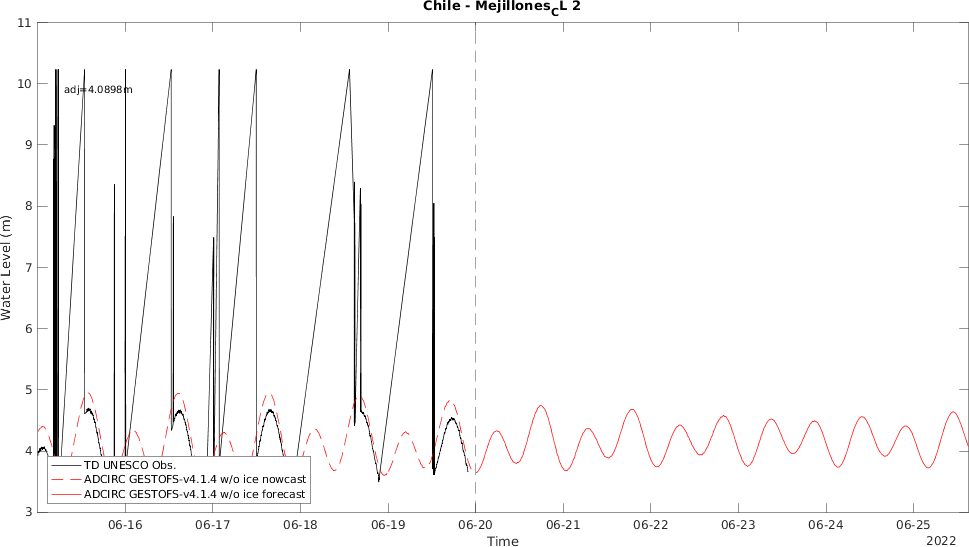 Chile - Mejillones_CL 2
11
10
9
8
7
6
5
4
3
Water Level (m)
adj=4.0898m
TD UNESCO Obs.
ADCIRC GESTOFS-v4.1.4 w/o ice nowcast
ADCIRC GESTOFS-v4.1.4 w/o ice forecast
06-16 06-17 06-18 06-19 06-20 06-21 06-22 06-23 06-24 06-25
Time
2022